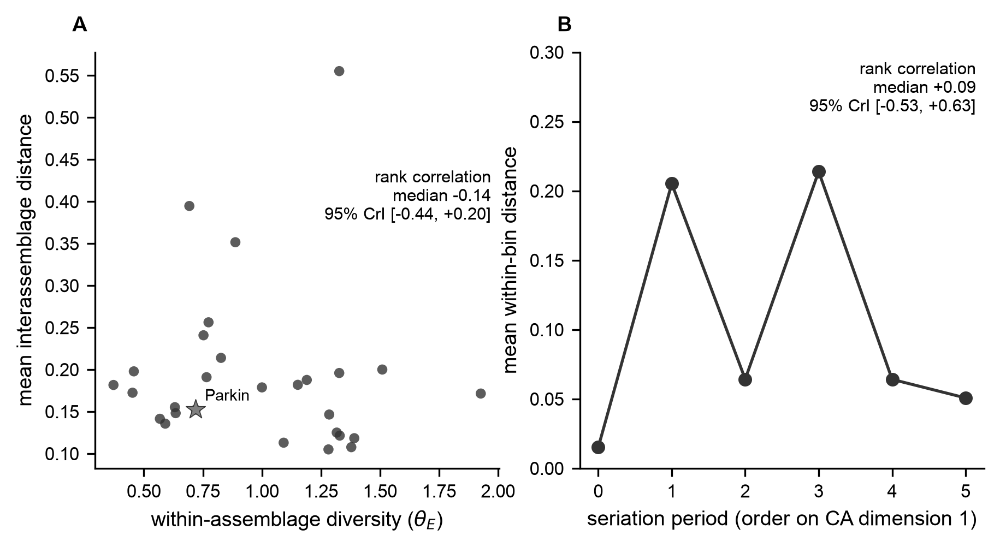 A
mean interassemblage distance
0.55
0.50
0.45
0.40
0.35
0.30
0.25
0.20
0.15
0.10
rank correlation
median -0.14
95% CrI [-0.44, +0.20]
Parkin
0.50
0.75
1.00
1.25
1.50
1.75
2.00
within-assemblage diversity (θ_E)
B
mean within-bin distance
0.30
0.25
0.20
0.15
0.10
0.05
0.00
rank correlation
median +0.09
95% CrI [-0.53, +0.63]
0
1
2
3
4
5
seriation period (order on CA dimension 1)